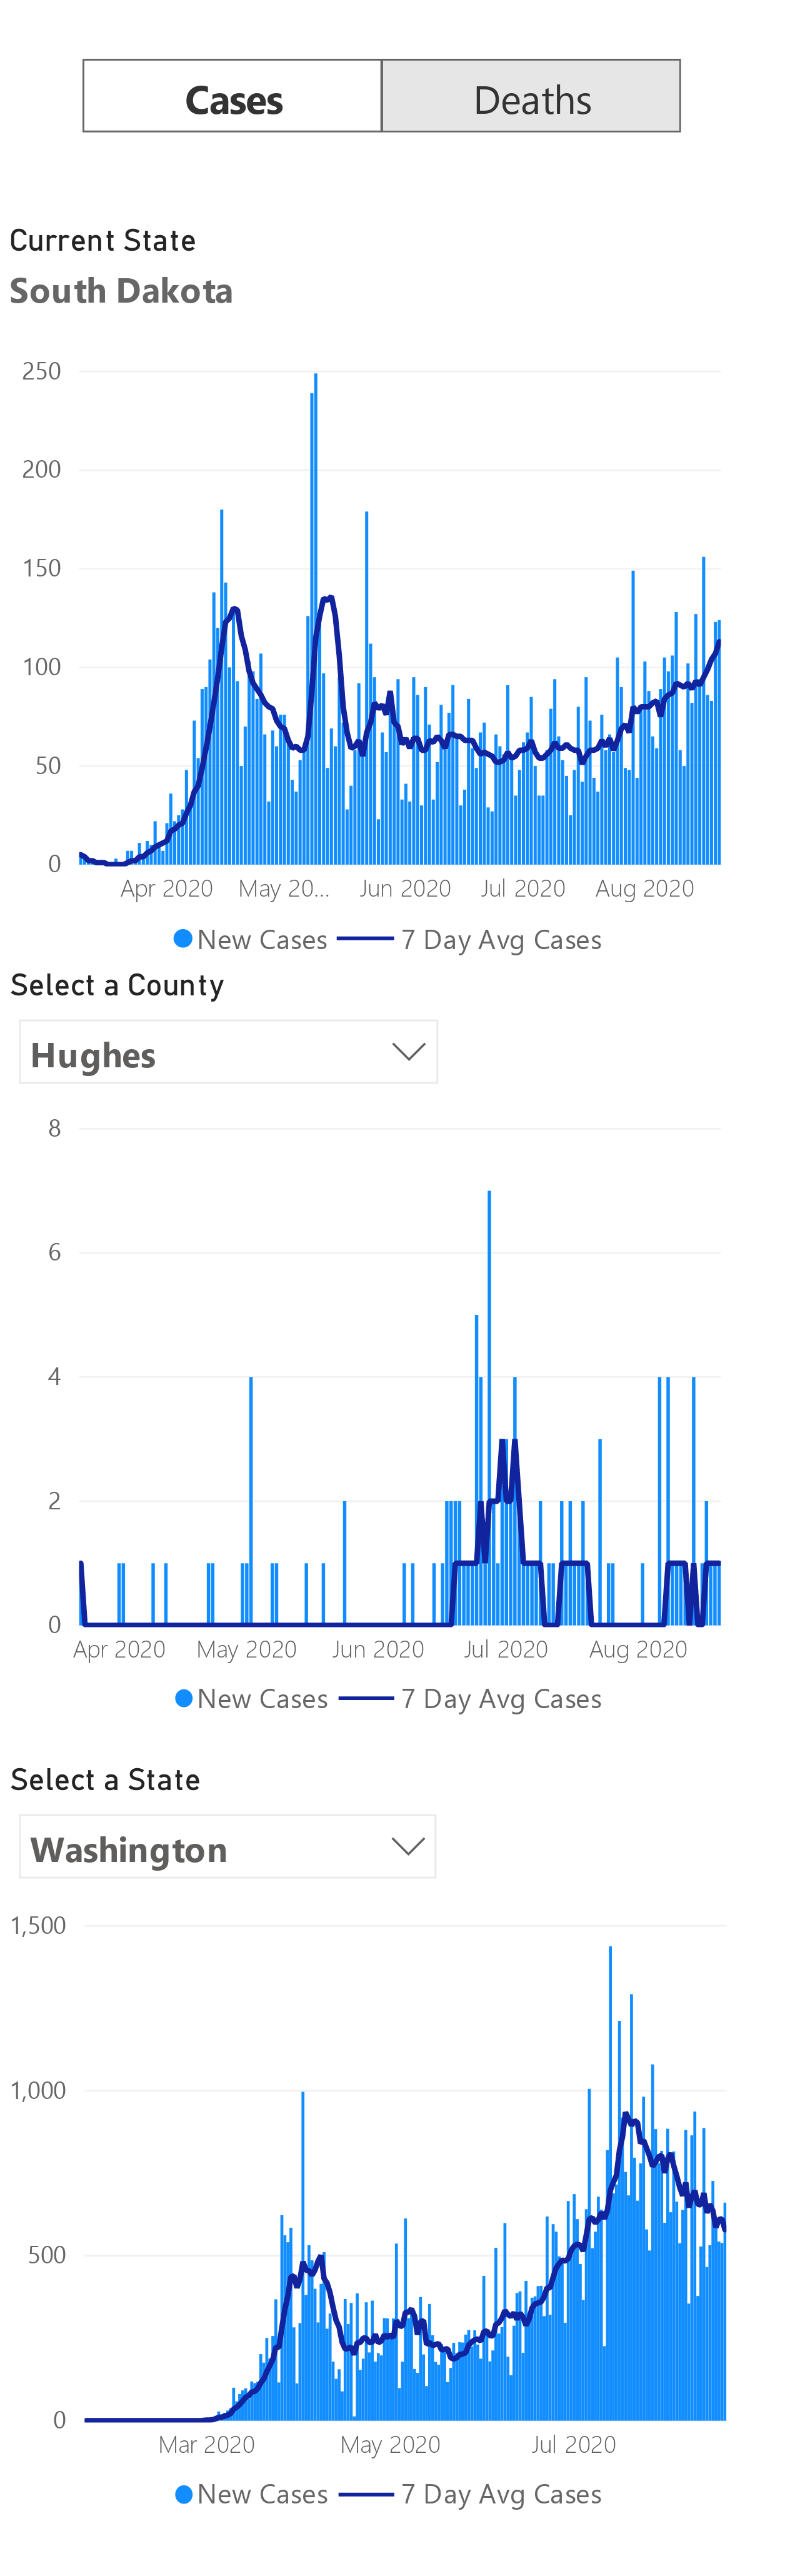 Cases Deaths
Current State
South Dakota
250
200
150
100
50
0
Apr 2020 May 20... Jun 2020 Jul 2020 Aug 2020
New Cases 7 Day Avg Cases
Select a County
Hughes
8
6
4
2
0
Apr 2020 May 2020 Jun 2020 Jul 2020 Aug 2020
New Cases 7 Day Avg Cases
Select a State
Washington
1,500
1,000
500
0
Mar 2020 May 2020 Jul 2020
New Cases 7 Day Avg Cases